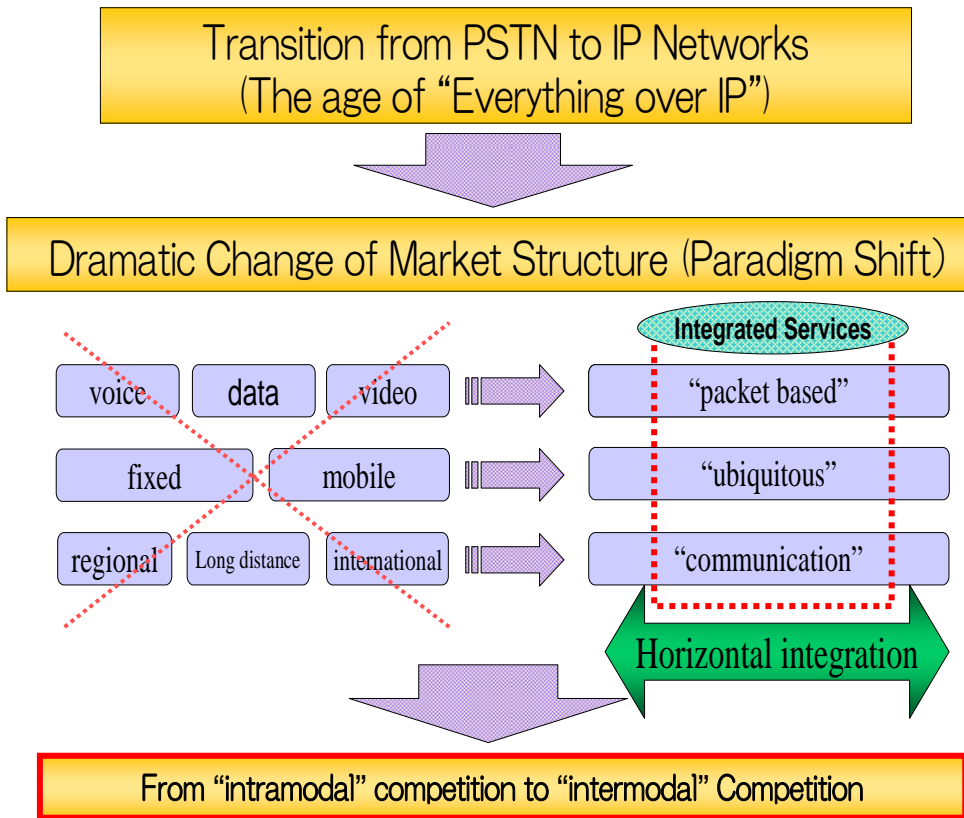 Transition from PSTN to IP Networks
(The age of “Everything over IP”)
Dramatic Change of Market Structure (Paradigm Shift)
Integrated Services
voice data video “packet based”
fixed mobile “ubiquitous”
regional Long distance international “communication”
Horizontal integration
From “intramodal” competition to “intermodal” Competition